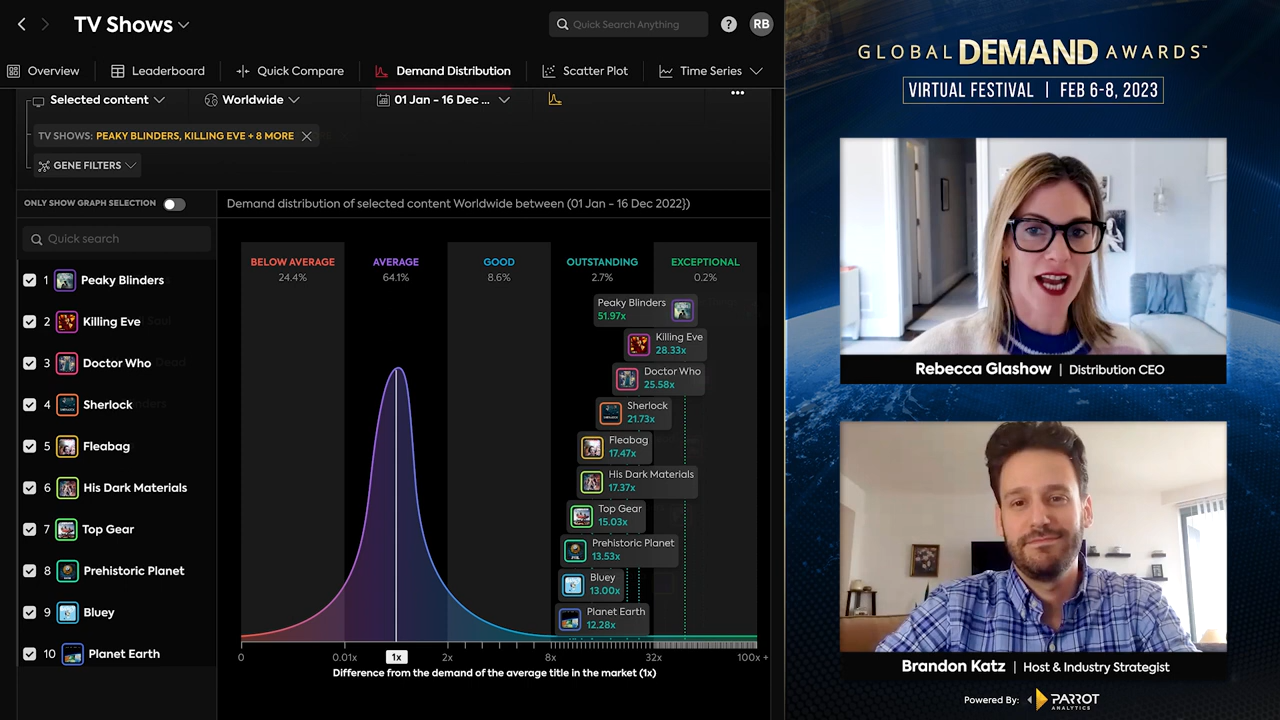 TV Shows
Quick Search Anything
?
RB
Overview
Leaderboard
Quick Compare
Demand Distribution
Scatter Plot
Time Series
Selected content
Worldwide
01 Jan - 16 Dec ...
TV SHOWS: PEAKY BLINDERS, KILLING EVE + 8 MORE
GENE FILTERS
ONLY SHOW GRAPH SELECTION
Quick search
1 Peaky Blinders
2 Killing Eve
3 Doctor Who
4 Sherlock
5 Fleabag
6 His Dark Materials
7 Top Gear
8 Prehistoric Planet
9 Bluey
10 Planet Earth
Demand distribution of selected content Worldwide between (01 Jan - 16 Dec 2022})
BELOW AVERAGE
24.4%
AVERAGE
64.1%
GOOD
8.6%
OUTSTANDING
2.7%
EXCEPTIONAL
0.2%
Peaky Blinders
51.97x
Killing Eve
28.33x
Doctor Who
25.58x
Sherlock
21.73x
Fleabag
17.47x
His Dark Materials
17.37x
Top Gear
15.03x
Prehistoric Planet
13.53x
Bluey
13.00x
Planet Earth
12.28x
0 0.01x 1x 2x 8x 32x 100x +
Difference from the demand of the average title in the market (1x)
GLOBAL DEMAND AWARDS™
VIRTUAL FESTIVAL | FEB 6-8, 2023
Rebecca Glashow | Distribution CEO
Brandon Katz | Host & Industry Strategist
Powered By: PARROT ANALYTICS